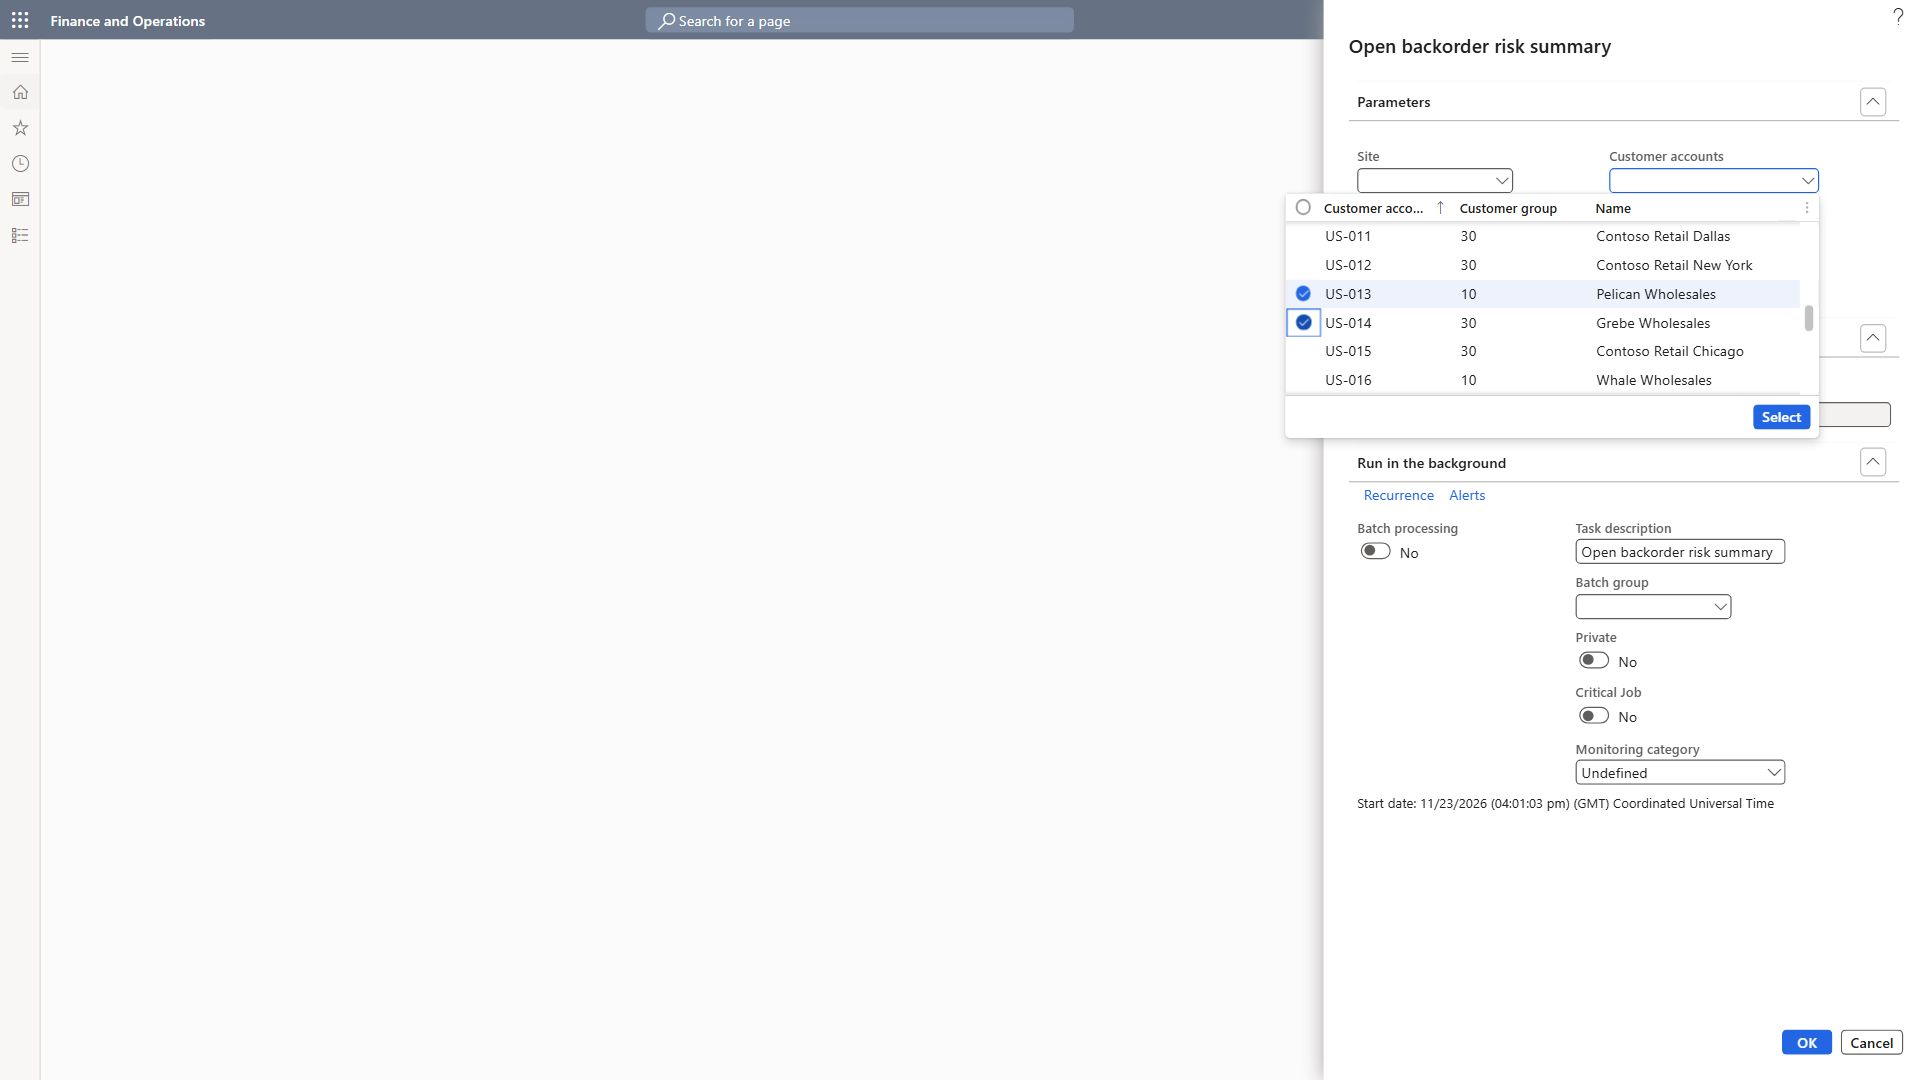 Finance and Operations
Search for a page
?
Open backorder risk summary
Parameters
Site
Customer accounts
Customer acco... Customer group Name
US-011 30 Contoso Retail Dallas
US-012 30 Contoso Retail New York
US-013 10 Pelican Wholesales
US-014 30 Grebe Wholesales
US-015 30 Contoso Retail Chicago
US-016 10 Whale Wholesales
Select
Run in the background
Recurrence Alerts
Batch processing
No
Task description
Open backorder risk summary
Batch group
Private
No
Critical Job
No
Monitoring category
Undefined
Start date: 11/23/2026 (04:01:03 pm) (GMT) Coordinated Universal Time
OK Cancel